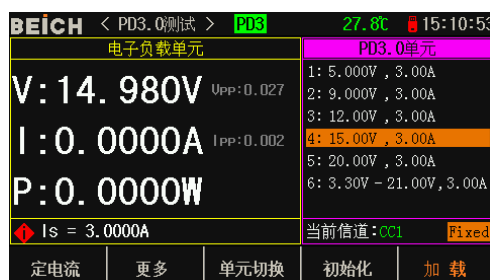 BEICH < PD3.0测试 > PD3 27.8℃ 15:10:53
电子负载单元
V:14.980V Vpp:0.027
I:0.0000A Ipp:0.002
P:0.0000W
Is = 3.0000A
PD3.0单元
1: 5.000V , 3.00A
2: 9.000V , 3.00A
3: 12.00V , 3.00A
4: 15.00V , 3.00A
5: 20.00V , 3.00A
6: 3.30V - 21.00V, 3.00A
当前信道:CC1 Fixed
定电流 更多 单元切换 初始化 加 载